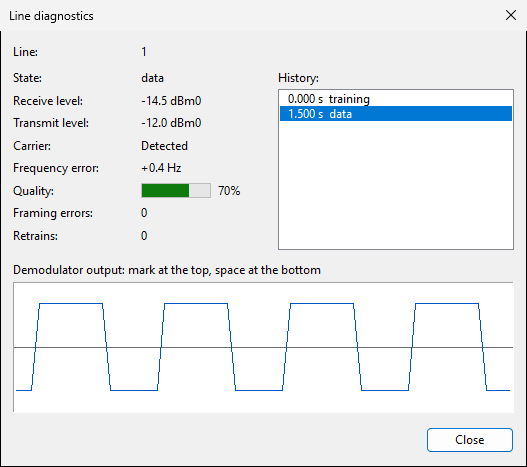 Line diagnostics
Line: 1
State: data
History:
Receive level: -14.5 dBm0
0.000 s training
Transmit level: -12.0 dBm0
1.500 s data
Carrier: Detected
Frequency error: +0.4 Hz
Quality: 70%
Framing errors: 0
Retrains: 0
Demodulator output: mark at the top, space at the bottom
Close